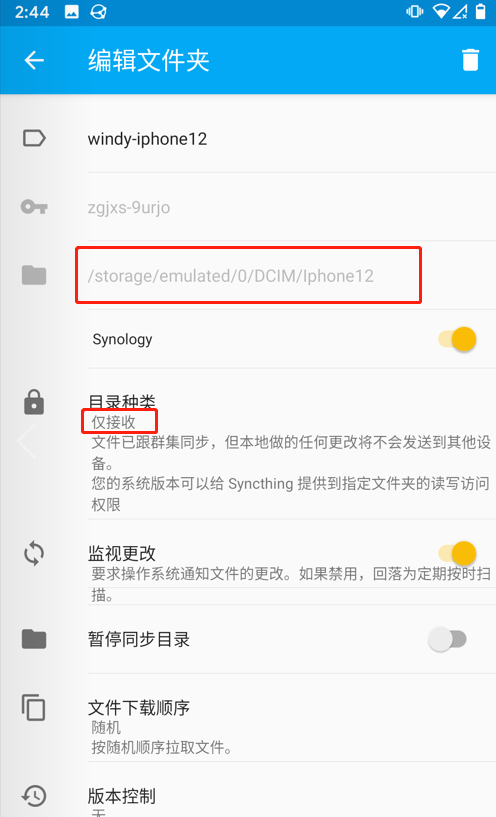 2:44
编辑文件夹
windy-iphone12
zgjxs-9urjo
/storage/emulated/0/DCIM/Iphone12
Synology
目录种类
仅接收
文件已跟群集同步，但本地做的任何更改将不会发送到其他设
备。
您的系统版本可以给 Syncthing 提供到指定文件夹的读写访问
权限
监视更改
要求操作系统通知文件的更改。如果禁用，回落为定期按时扫
描。
暂停同步目录
文件下载顺序
随机
按随机顺序拉取文件。
版本控制
无